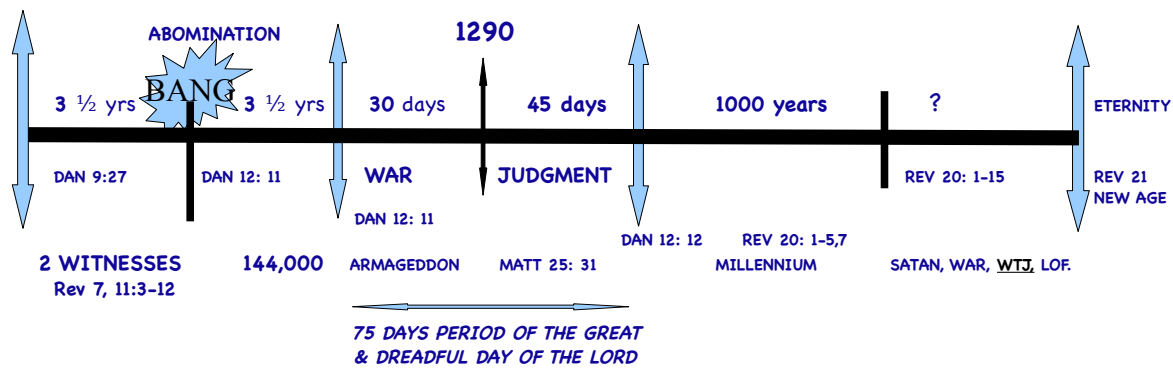 ABOMINATION 1290
BANG
3 ½ yrs 3 ½ yrs 30 days 45 days 1000 years ? ETERNITY
DAN 9:27 DAN 12: 11 WAR JUDGMENT REV 20: 1-15 REV 21
NEW AGE
DAN 12: 11
DAN 12: 12 REV 20: 1-5,7
2 WITNESSES 144,000 ARMAGEDDON MATT 25: 31 MILLENNIUM SATAN, WAR, WTJ, LOF.
Rev 7, 11:3-12
75 DAYS PERIOD OF THE GREAT
& DREADFUL DAY OF THE LORD